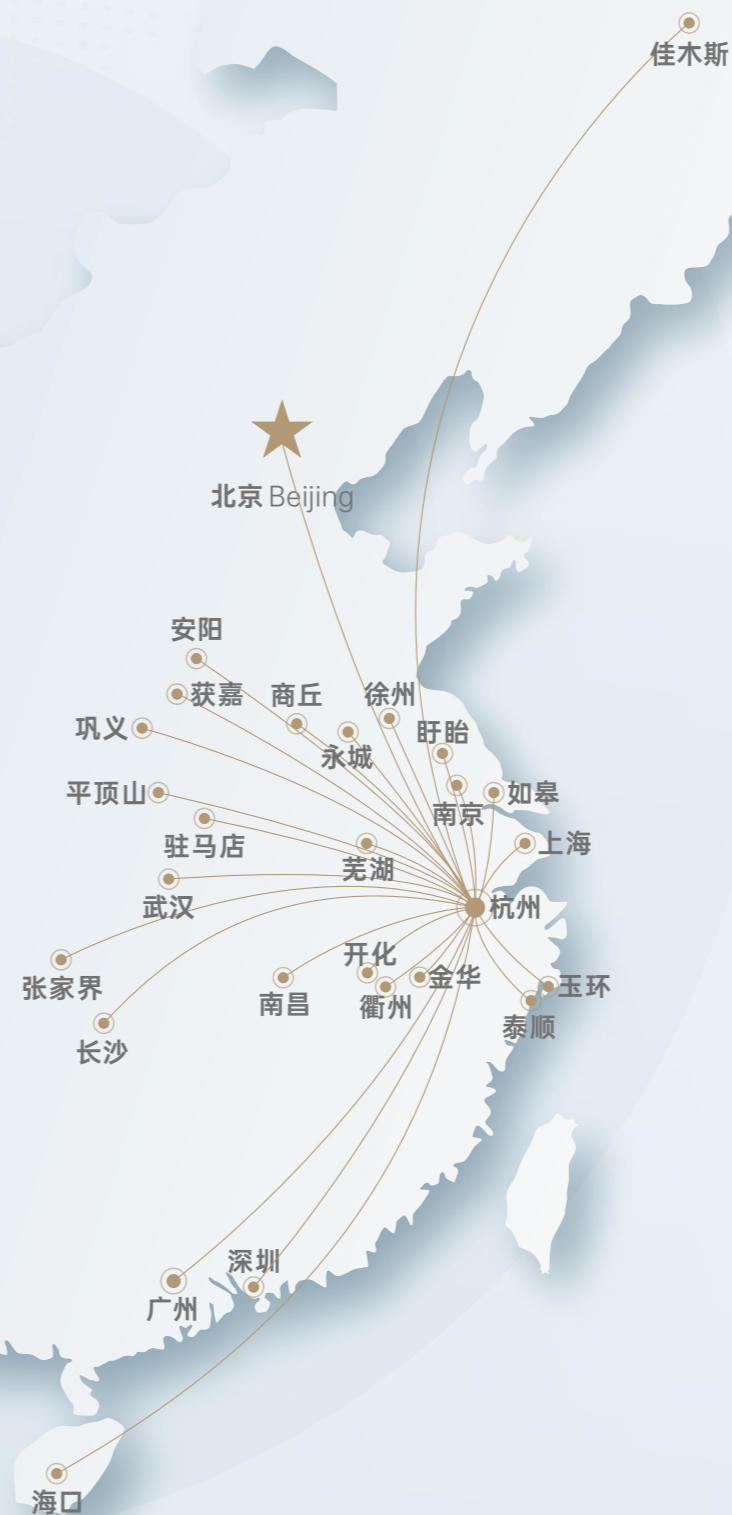 佳木斯
北京 Beijing
安阳
获嘉
商丘
徐州
巩义
盱眙
永城
平顶山
如皋
南京
驻马店
上海
芜湖
武汉
杭州
开化
金华
张家界
玉环
南昌
衢州
泰顺
长沙
深圳
广州
海口